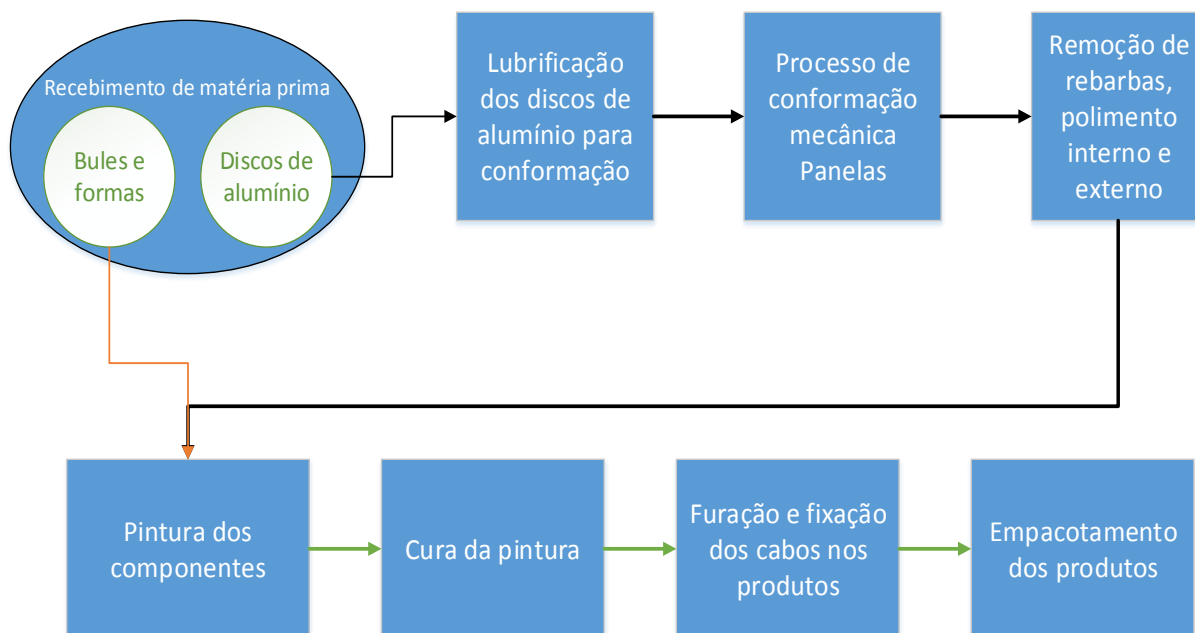 Recebimento de matéria prima
Bules e
formas
Discos de
alumínio
Lubrificação
dos discos de
alumínio para
conformação
Processo de
conformação
mecânica
Panelas
Remoção de
rebarbas,
polimento
interno e
externo
Pintura dos
componentes
Cura da pintura
Furação e fixação
dos cabos nos
produtos
Empacotamento
dos produtos